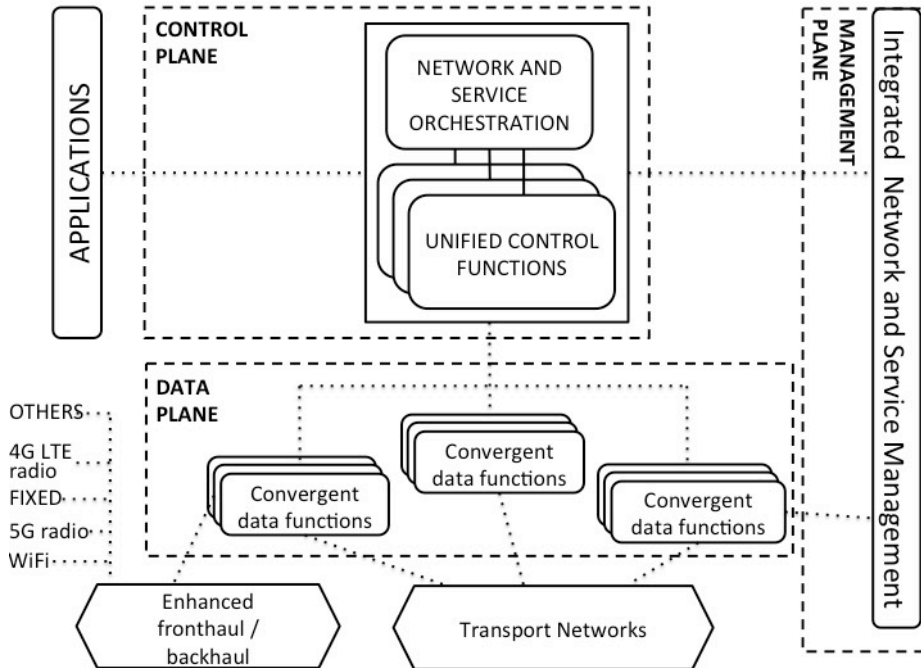 APPLICATIONS
CONTROL
PLANE
NETWORK AND
SERVICE
ORCHESTRATION
UNIFIED CONTROL
FUNCTIONS
MANAGEMENT
PLANE
Integrated Network and Service Management
DATA
PLANE
Convergent
data functions
Convergent
data functions
Convergent
data functions
OTHERS
4G LTE
radio
FIXED
5G radio
WiFi
Enhanced
fronthaul /
backhaul
Transport Networks